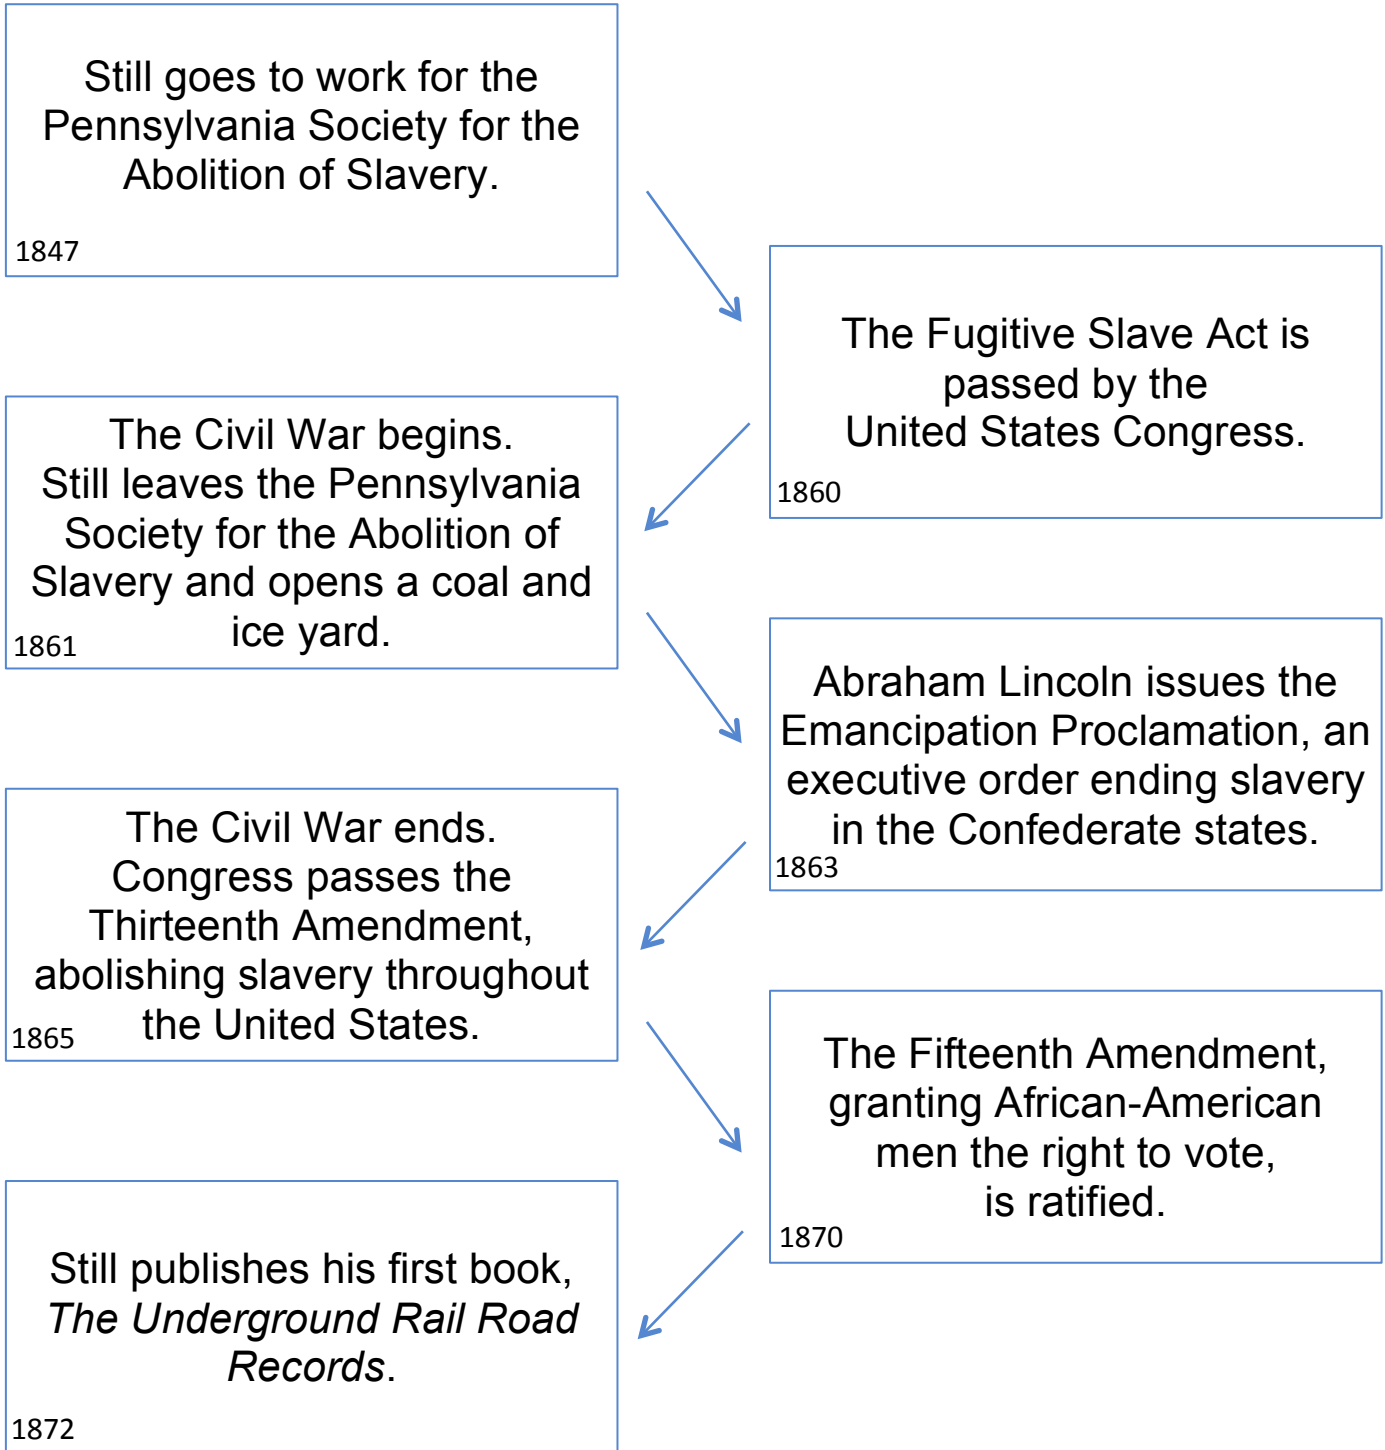 Still goes to work for the
Pennsylvania Society for the
Abolition of Slavery.
1847
The Fugitive Slave Act is
passed by the
United States Congress.
1860
The Civil War begins.
Still leaves the Pennsylvania
Society for the Abolition of
Slavery and opens a coal and
ice yard.
1861
Abraham Lincoln issues the
Emancipation Proclamation, an
executive order ending slavery
in the Confederate states.
1863
The Civil War ends.
Congress passes the
Thirteenth Amendment,
abolishing slavery throughout
the United States.
1865
The Fifteenth Amendment,
granting African-American
men the right to vote,
is ratified.
1870
Still publishes his first book,
The Underground Rail Road
Records.
1872